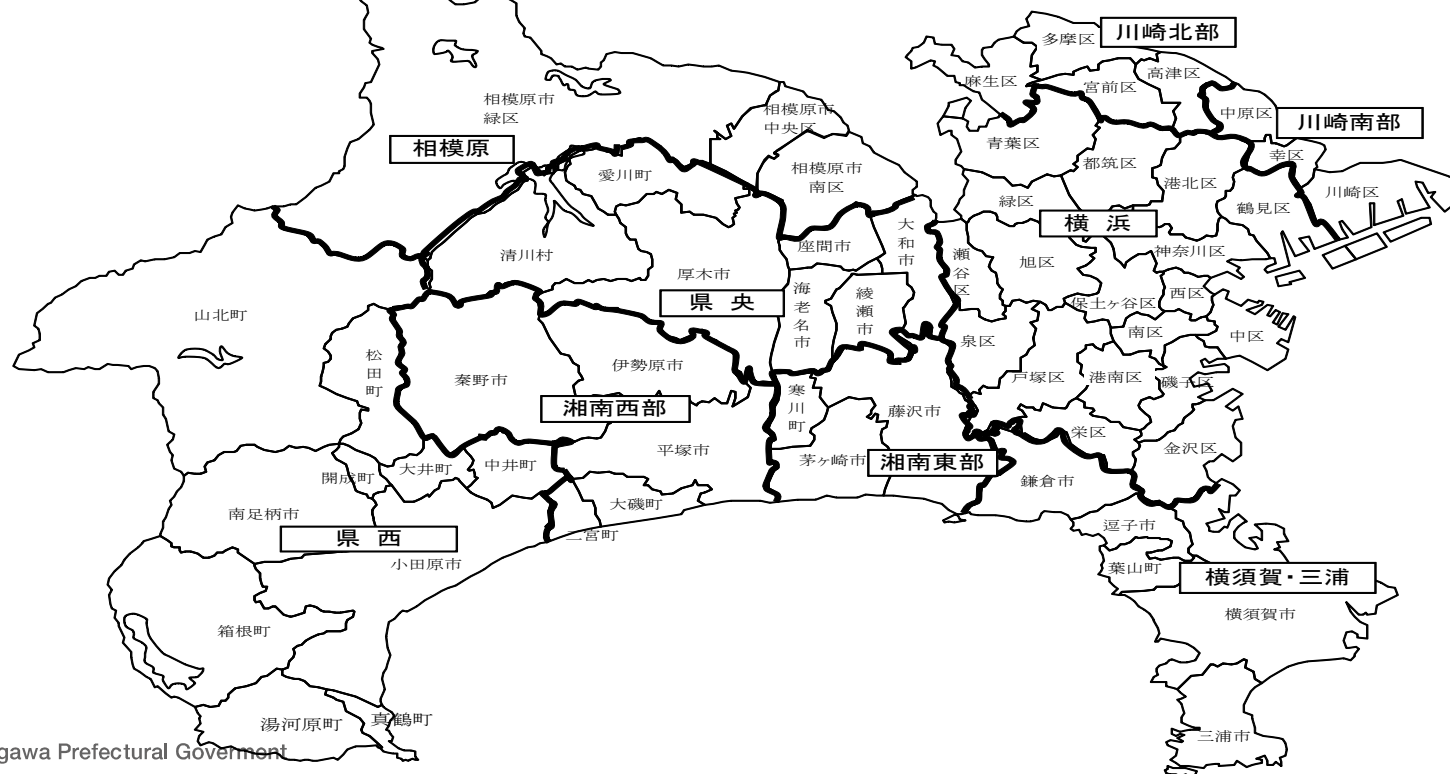 川崎北部
多摩区
麻生区
高津区
宮前区
中原区
川崎南部
幸区
川崎区
相模原市
緑区
相模原市
中央区
相模原
相模原市
南区
愛川町
青葉区
都筑区
港北区
鶴見区
緑区
横 浜
神奈川区
大和市
座間市
瀬谷区
旭区
清川村
厚木市
県 央
海老名市
綾瀬市
保土ヶ谷区
西区
中区
南区
山北町
松田町
秦野市
伊勢原市
泉区
戸塚区
港南区
磯子区
湘南西部
寒川町
藤沢市
栄区
金沢区
平塚市
茅ヶ崎市
湘南東部
鎌倉市
開成町
大井町
中井町
大磯町
二宮町
南足柄市
県 西
小田原市
逗子市
葉山町
横須賀・三浦
横須賀市
箱根町
湯河原町
真鶴町
三浦市
gawa Prefectural Goverment